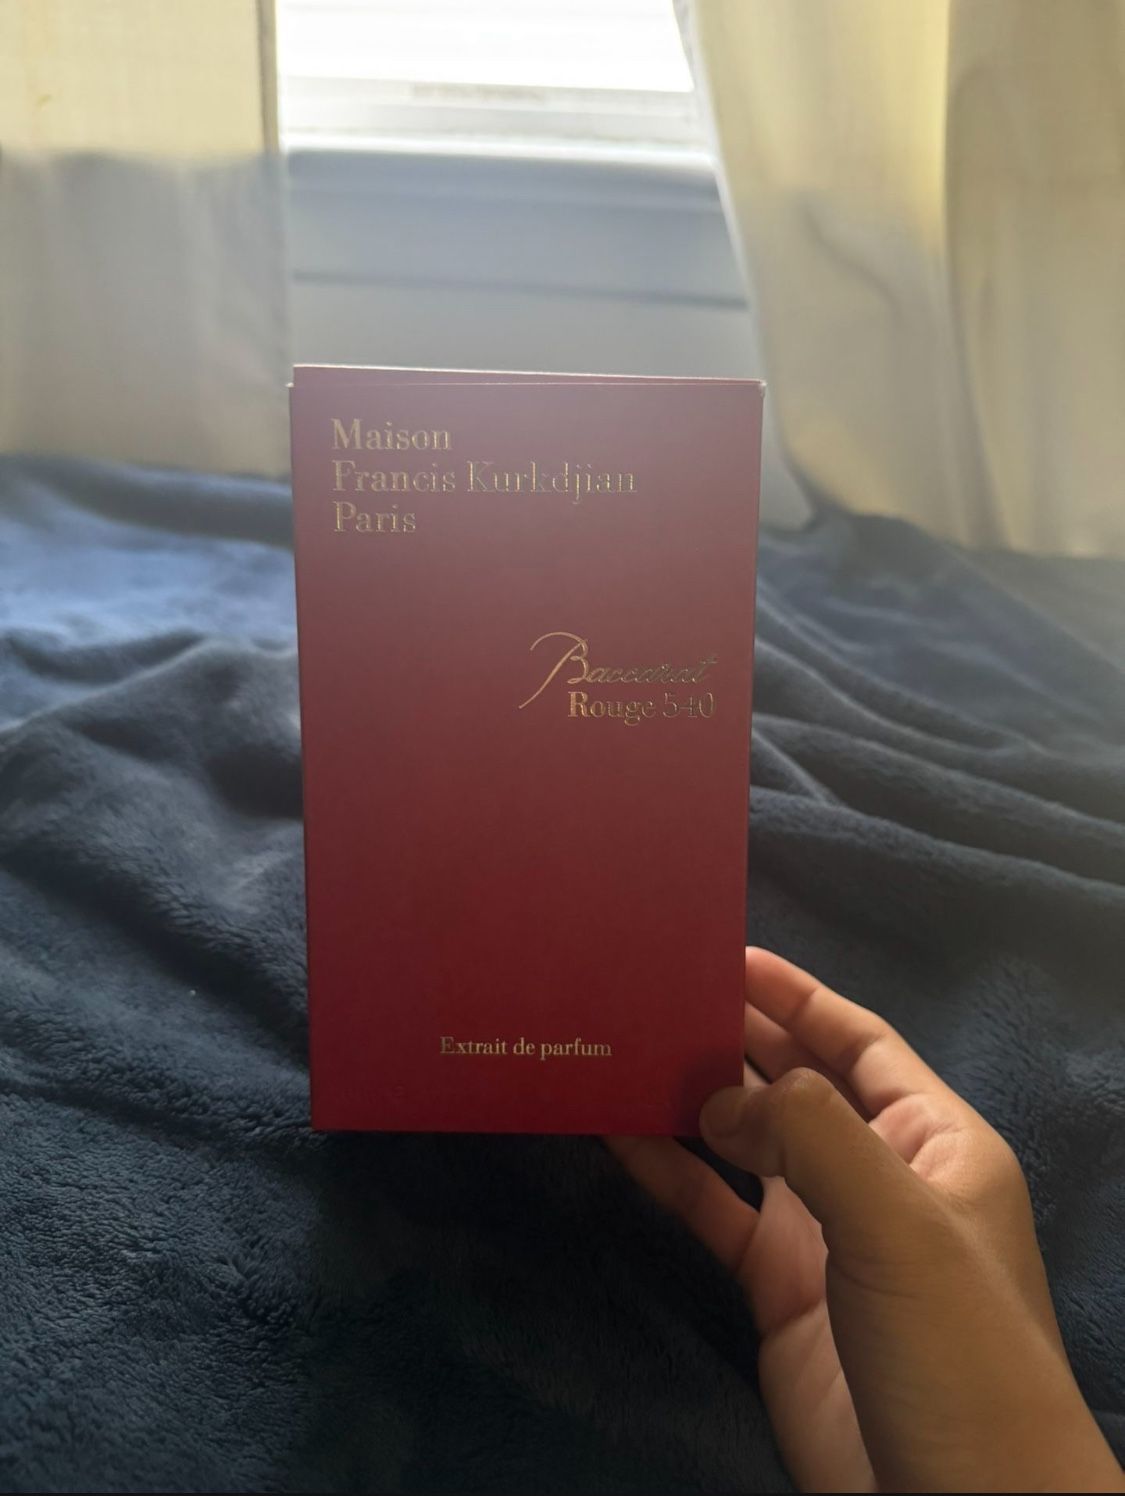 Maison
Francis Kurkdjian
Paris
Baccarat
Rouge 540
Extrait de parfum